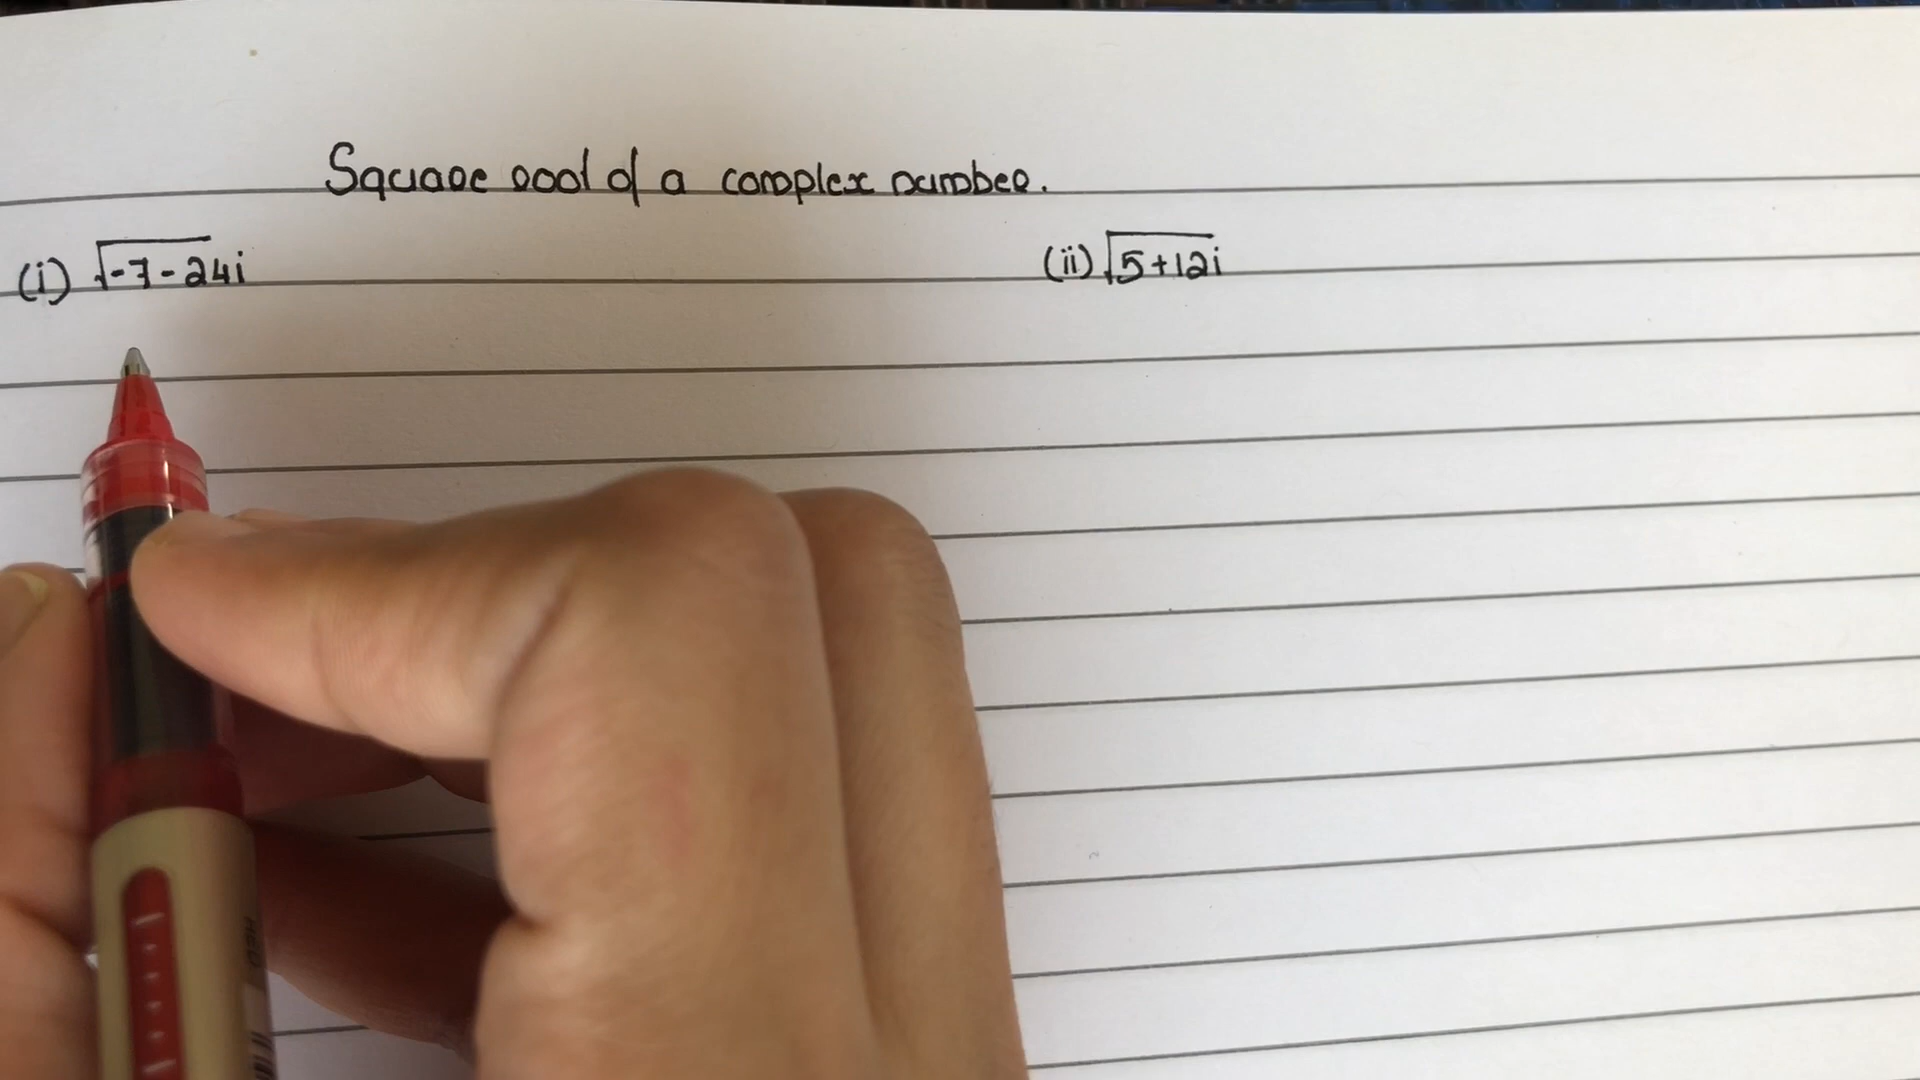 Square root of a complex number.
(i) √-7-24i
(ii) √5+12i